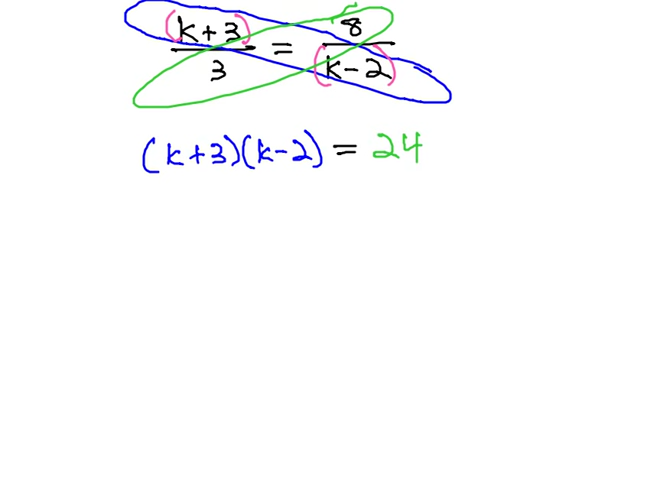 (k+3)/3 = 8/(k-2)
(k+3)(k-2) = 24